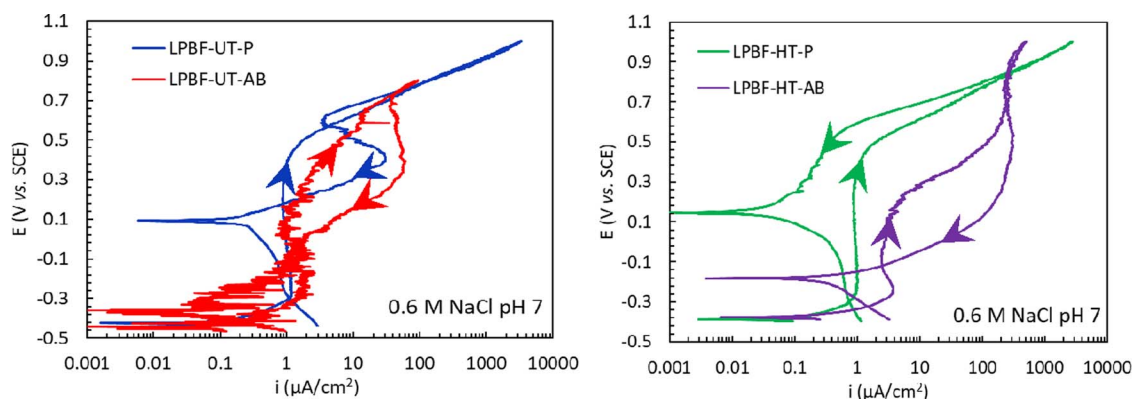 1.1
0.9
0.7
0.5
0.3
0.1
-0.1
-0.3
-0.5
E (V vs. SCE)
LPBF-UT-P
LPBF-UT-AB
0.6 M NaCl pH 7
0.001 0.01 0.1 1 10 100 1000 10000
i (µA/cm²)
1.1
0.9
0.7
0.5
0.3
0.1
-0.1
-0.3
-0.5
E (V vs. SCE)
LPBF-HT-P
LPBF-HT-AB
0.6 M NaCl pH 7
0.001 0.01 0.1 1 10 100 1000 10000
i (µA/cm²)